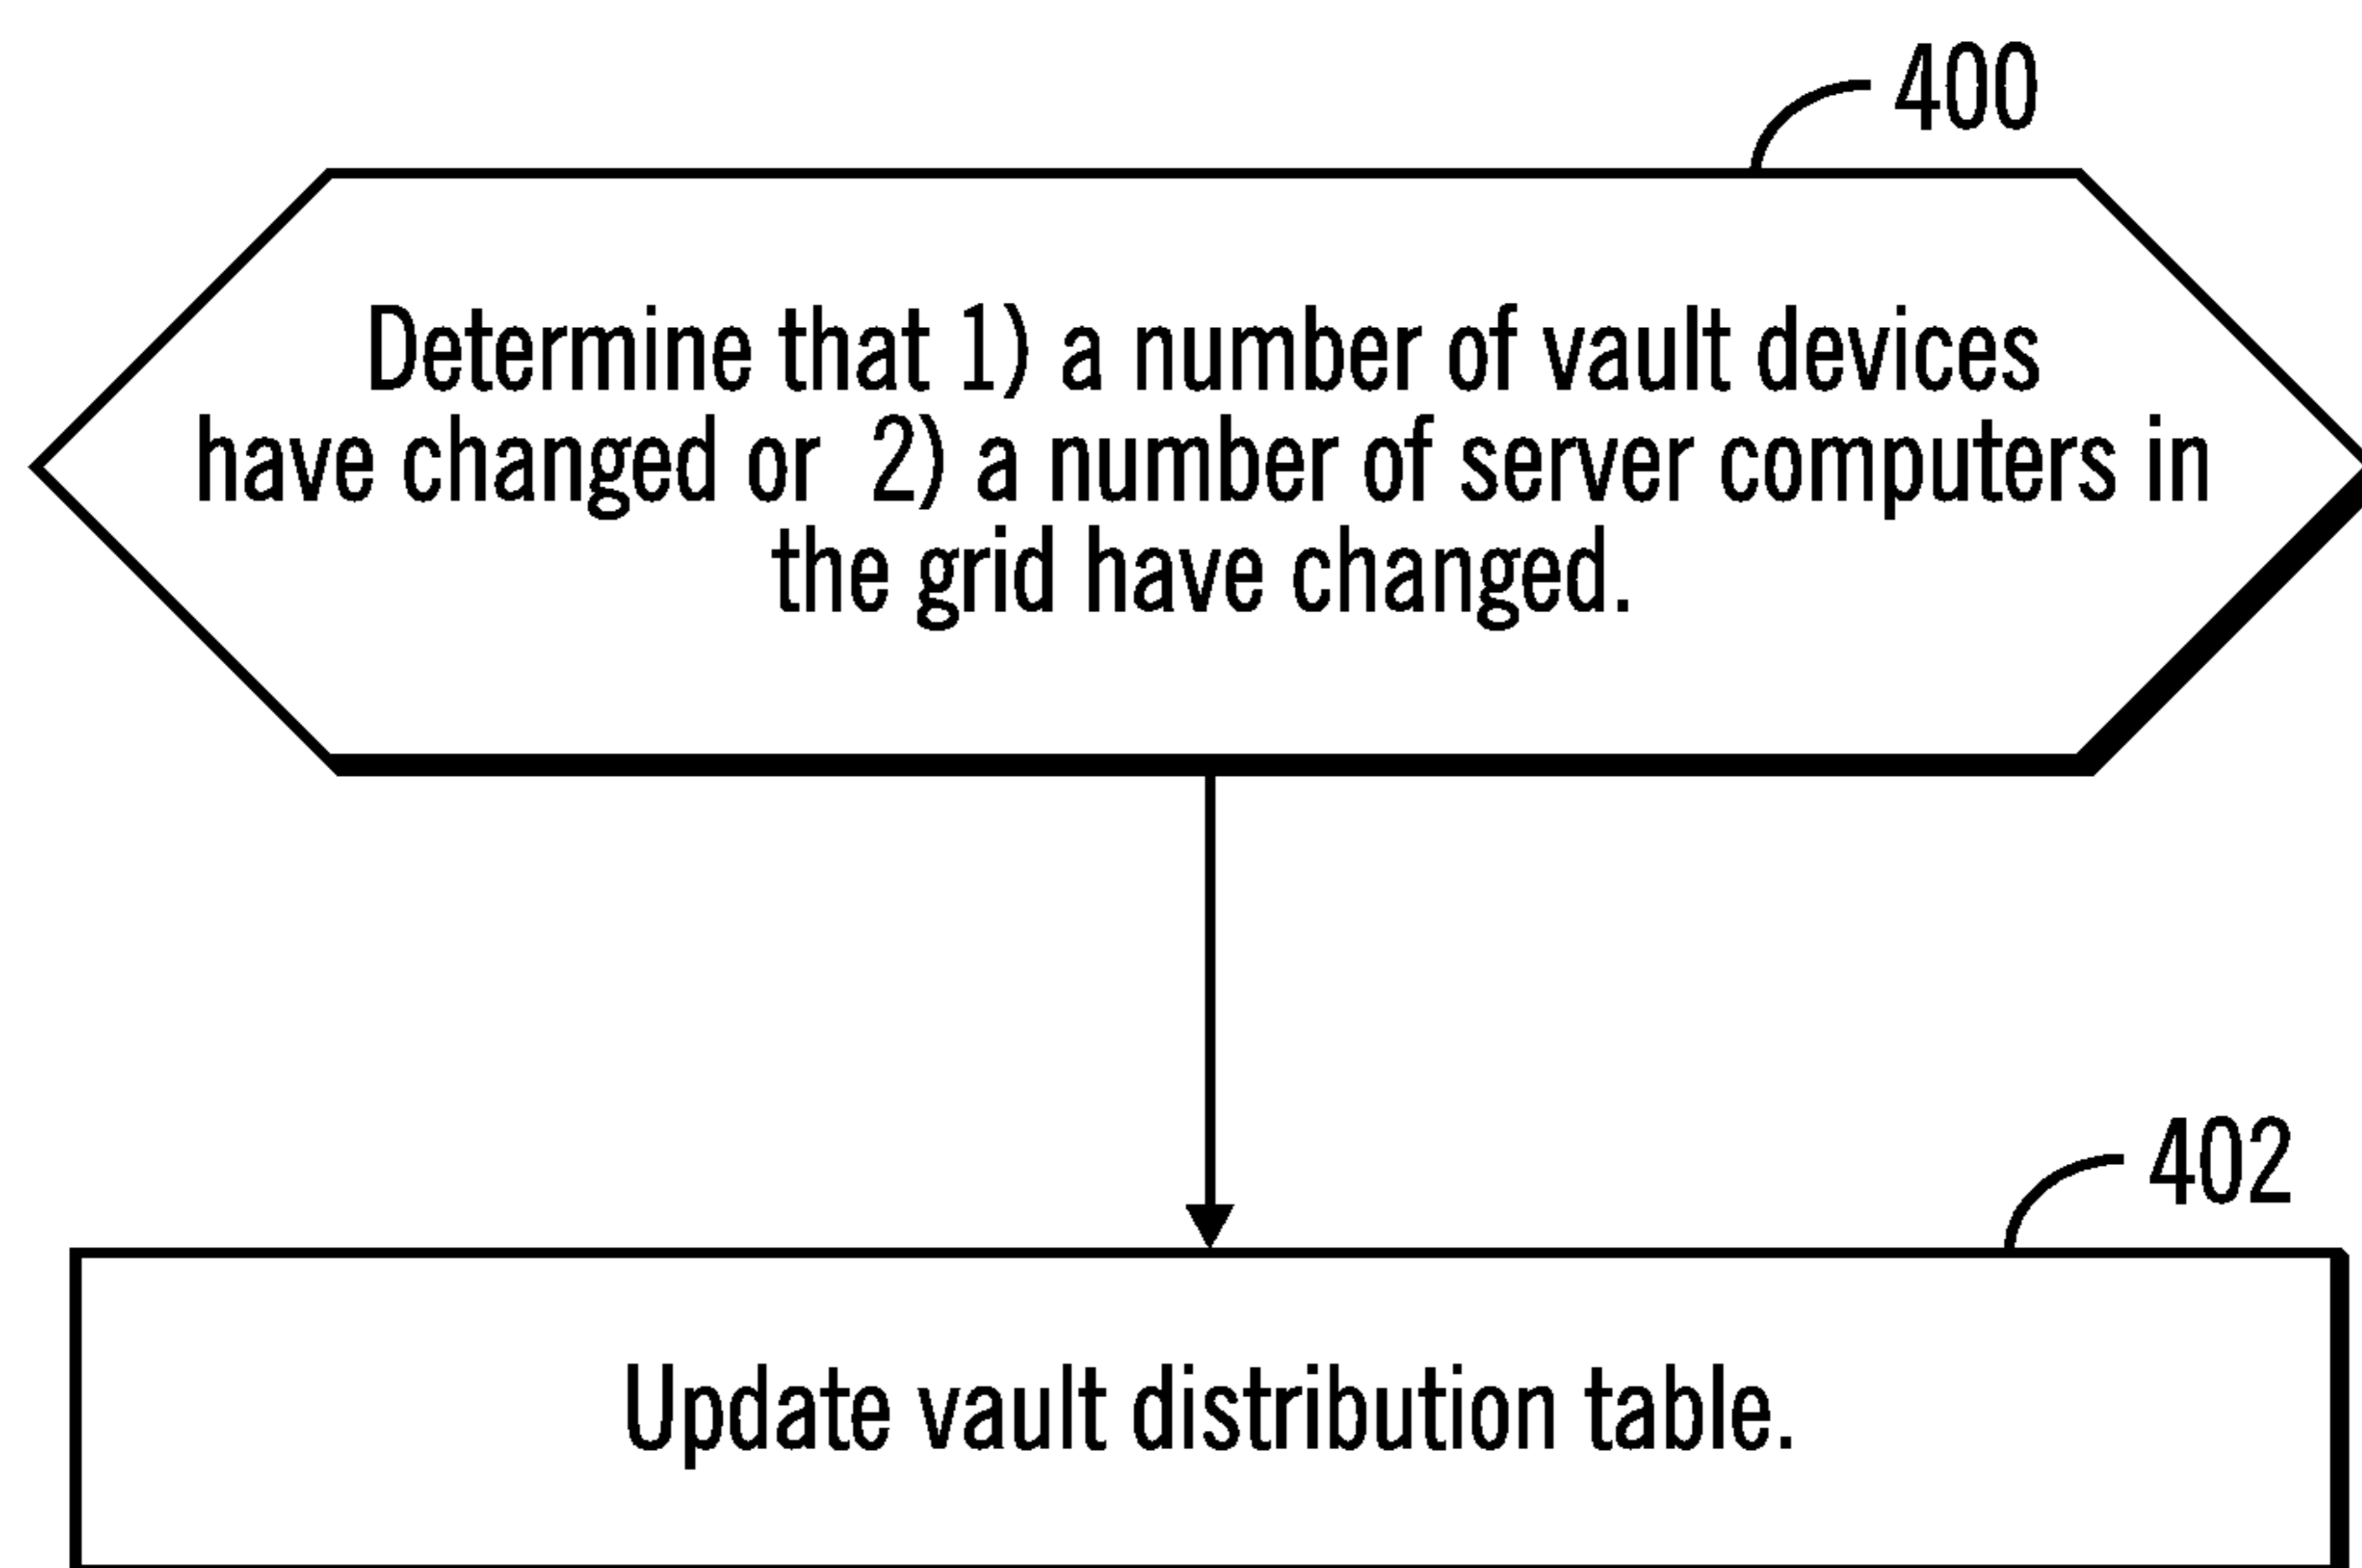 400
Determine that 1) a number of vault devices
have changed or 2) a number of server computers in
the grid have changed.
402
Update vault distribution table.